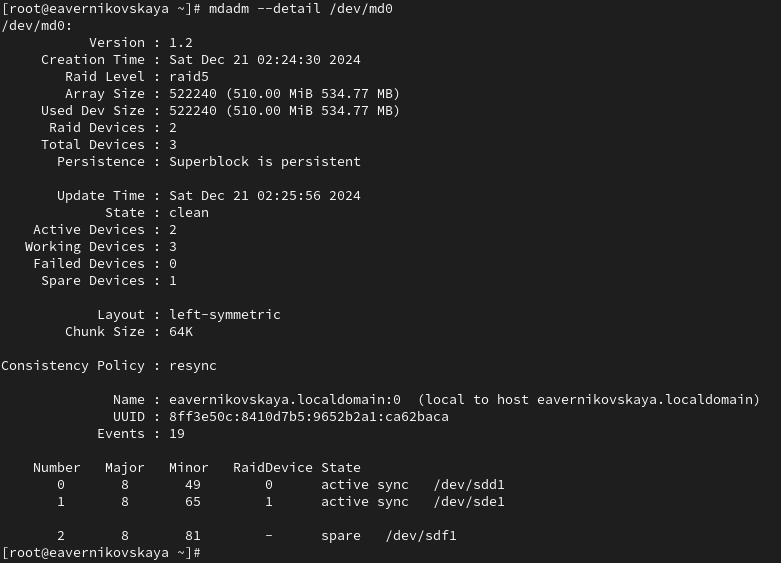 [root@eavernikovskaya ~]# mdadm --detail /dev/md0
/dev/md0:
Version : 1.2
Creation Time : Sat Dec 21 02:24:30 2024
Raid Level : raid5
Array Size : 522240 (510.00 MiB 534.77 MB)
Used Dev Size : 522240 (510.00 MiB 534.77 MB)
Raid Devices : 2
Total Devices : 3
Persistence : Superblock is persistent
Update Time : Sat Dec 21 02:25:56 2024
State : clean
Active Devices : 2
Working Devices : 3
Failed Devices : 0
Spare Devices : 1
Layout : left-symmetric
Chunk Size : 64K
Consistency Policy : resync
Name : eavernikovskaya.localdomain:0  (local to host eavernikovskaya.localdomain)
UUID : 8ff3e50c:8410d7b5:9652b2a1:ca62baca
Events : 19
Number   Major   Minor   RaidDevice State
0       8       49        0      active sync   /dev/sdd1
1       8       65        1      active sync   /dev/sde1
2       8       81        -      spare   /dev/sdf1
[root@eavernikovskaya ~]#